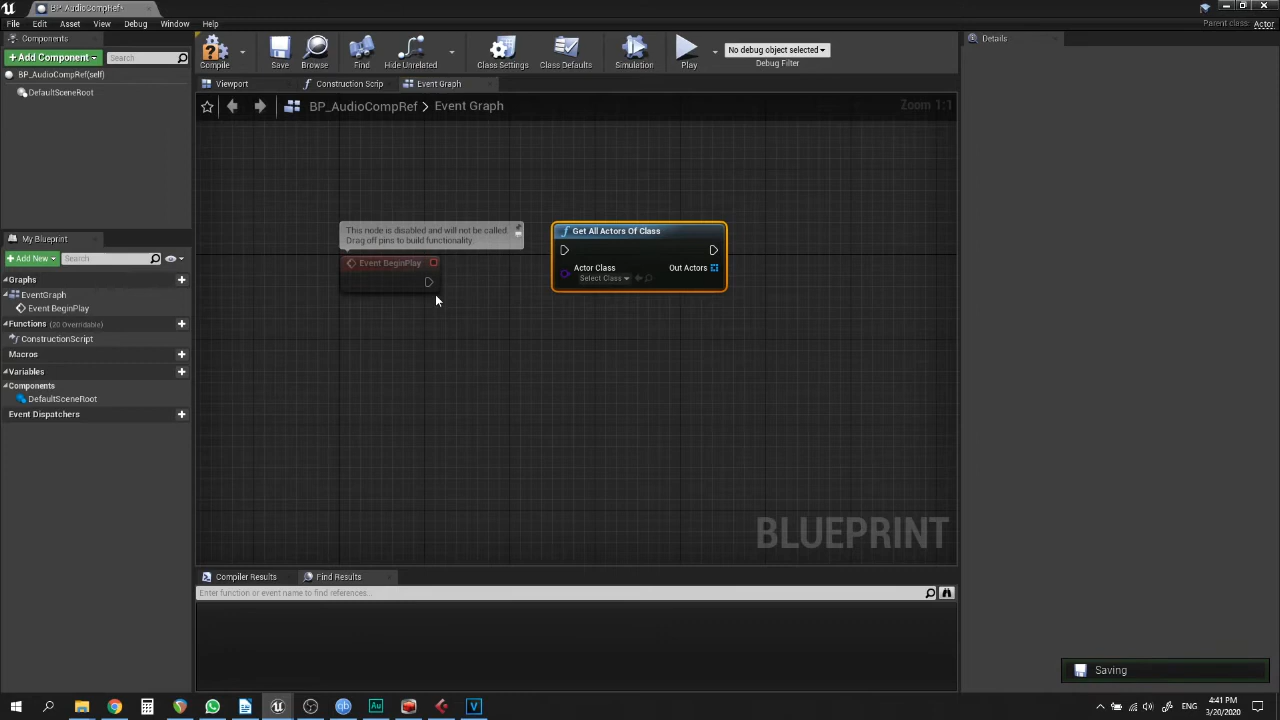 BP_AudioCompRef*
File Edit Asset View Debug Window Help
Parent class: Actor
Components
Details
+Add Component
Search
BP_AudioCompRef(self)
DefaultSceneRoot
Compile
Save
Browse
Find
Hide Unrelated
Class Settings
Class Defaults
Simulation
Play
No debug object selected
Debug Filter
Viewport
Construction Scrip
Event Graph
BP_AudioCompRef > Event Graph
Zoom 1:1
This node is disabled and will not be called.
Drag off pins to build functionality.
Event BeginPlay
Get All Actors Of Class
Actor Class
Select Class
Out Actors
BLUEPRINT
My Blueprint
+Add New
Search
Graphs
EventGraph
Event BeginPlay
Functions (20 Overridable)
ConstructionScript
Macros
Variables
Components
DefaultSceneRoot
Event Dispatchers
Compiler Results
Find Results
Enter function or event name to find references...
Saving
4:41 PM
3/20/2020